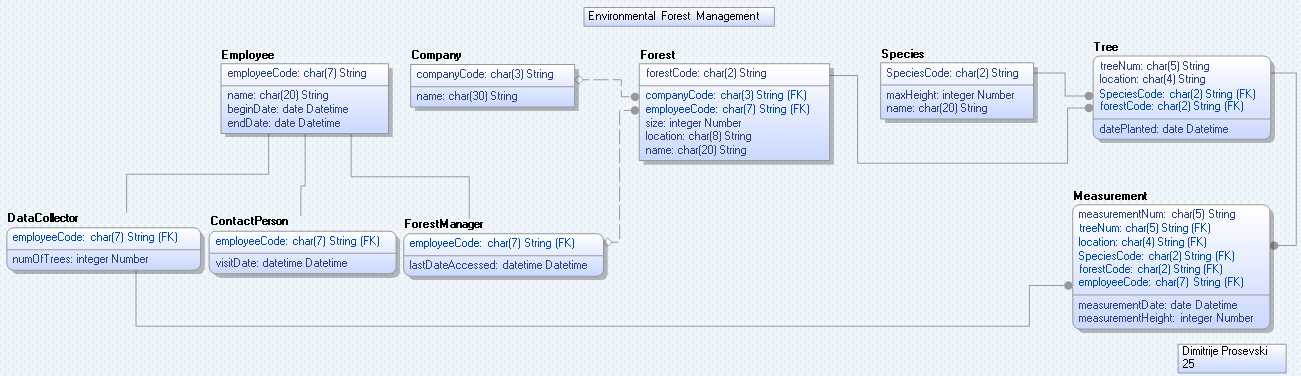 Environmental Forest Management
Employee
employeeCode: char(7) String
name: char(20) String
beginDate: date Datetime
endDate: date Datetime
Company
companyCode: char(3) String
name: char(30) String
Forest
forestCode: char(2) String
companyCode: char(3) String (FK)
employeeCode: char(7) String (FK)
size: integer Number
location: char(8) String
name: char(20) String
Species
SpeciesCode: char(2) String
maxHeight: integer Number
name: char(20) String
Tree
treeNum: char(5) String
location: char(4) String
SpeciesCode: char(2) String (FK)
forestCode: char(2) String (FK)
datePlanted: date Datetime
DataCollector
employeeCode: char(7) String (FK)
numOfTrees: integer Number
ContactPerson
employeeCode: char(7) String (FK)
visitDate: datetime Datetime
ForestManager
employeeCode: char(7) String (FK)
lastDateAccessed: datetime Datetime
Measurement
measurementNum: char(5) String
treeNum: char(5) String (FK)
location: char(4) String (FK)
SpeciesCode: char(2) String (FK)
forestCode: char(2) String (FK)
employeeCode: char(7) String (FK)
measurementDate: date Datetime
measurementHeight: integer Number
Dimitrije Prosevski
25